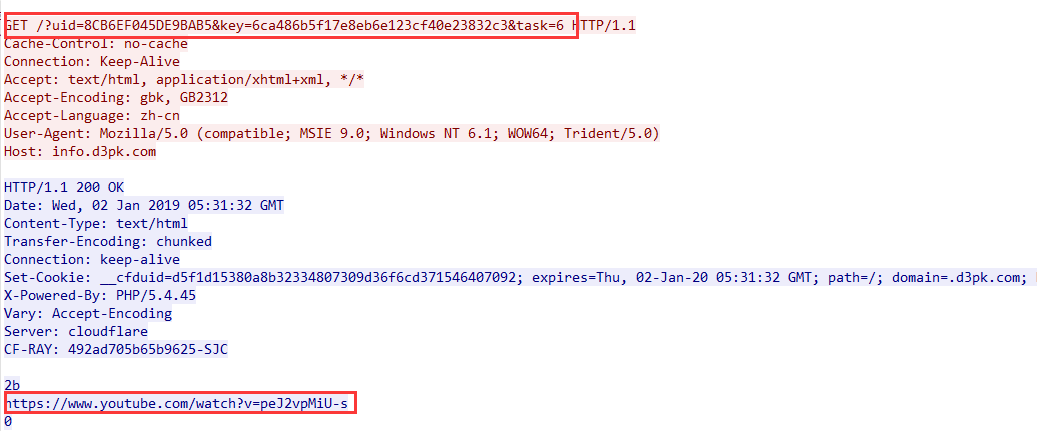 GET /?uid=8CB6EF045DE9BAB5&key=6ca486b5f17e8eb6e123cf40e23832c3&task=6 HTTP/1.1
Cache-Control: no-cache
Connection: Keep-Alive
Accept: text/html, application/xhtml+xml, */*
Accept-Encoding: gbk, GB2312
Accept-Language: zh-cn
User-Agent: Mozilla/5.0 (compatible; MSIE 9.0; Windows NT 6.1; WOW64; Trident/5.0)
Host: info.d3pk.com
HTTP/1.1 200 OK
Date: Wed, 02 Jan 2019 05:31:32 GMT
Content-Type: text/html
Transfer-Encoding: chunked
Connection: keep-alive
Set-Cookie: __cfduid=d5f1d15380a8b32334807309d36f6cd371546407092; expires=Thu, 02-Jan-20 05:31:32 GMT; path=/; domain=.d3pk.com;
X-Powered-By: PHP/5.4.45
Vary: Accept-Encoding
Server: cloudflare
CF-RAY: 492ad705b65b9625-SJC
2b
https://www.youtube.com/watch?v=peJ2vpMiU-s
0